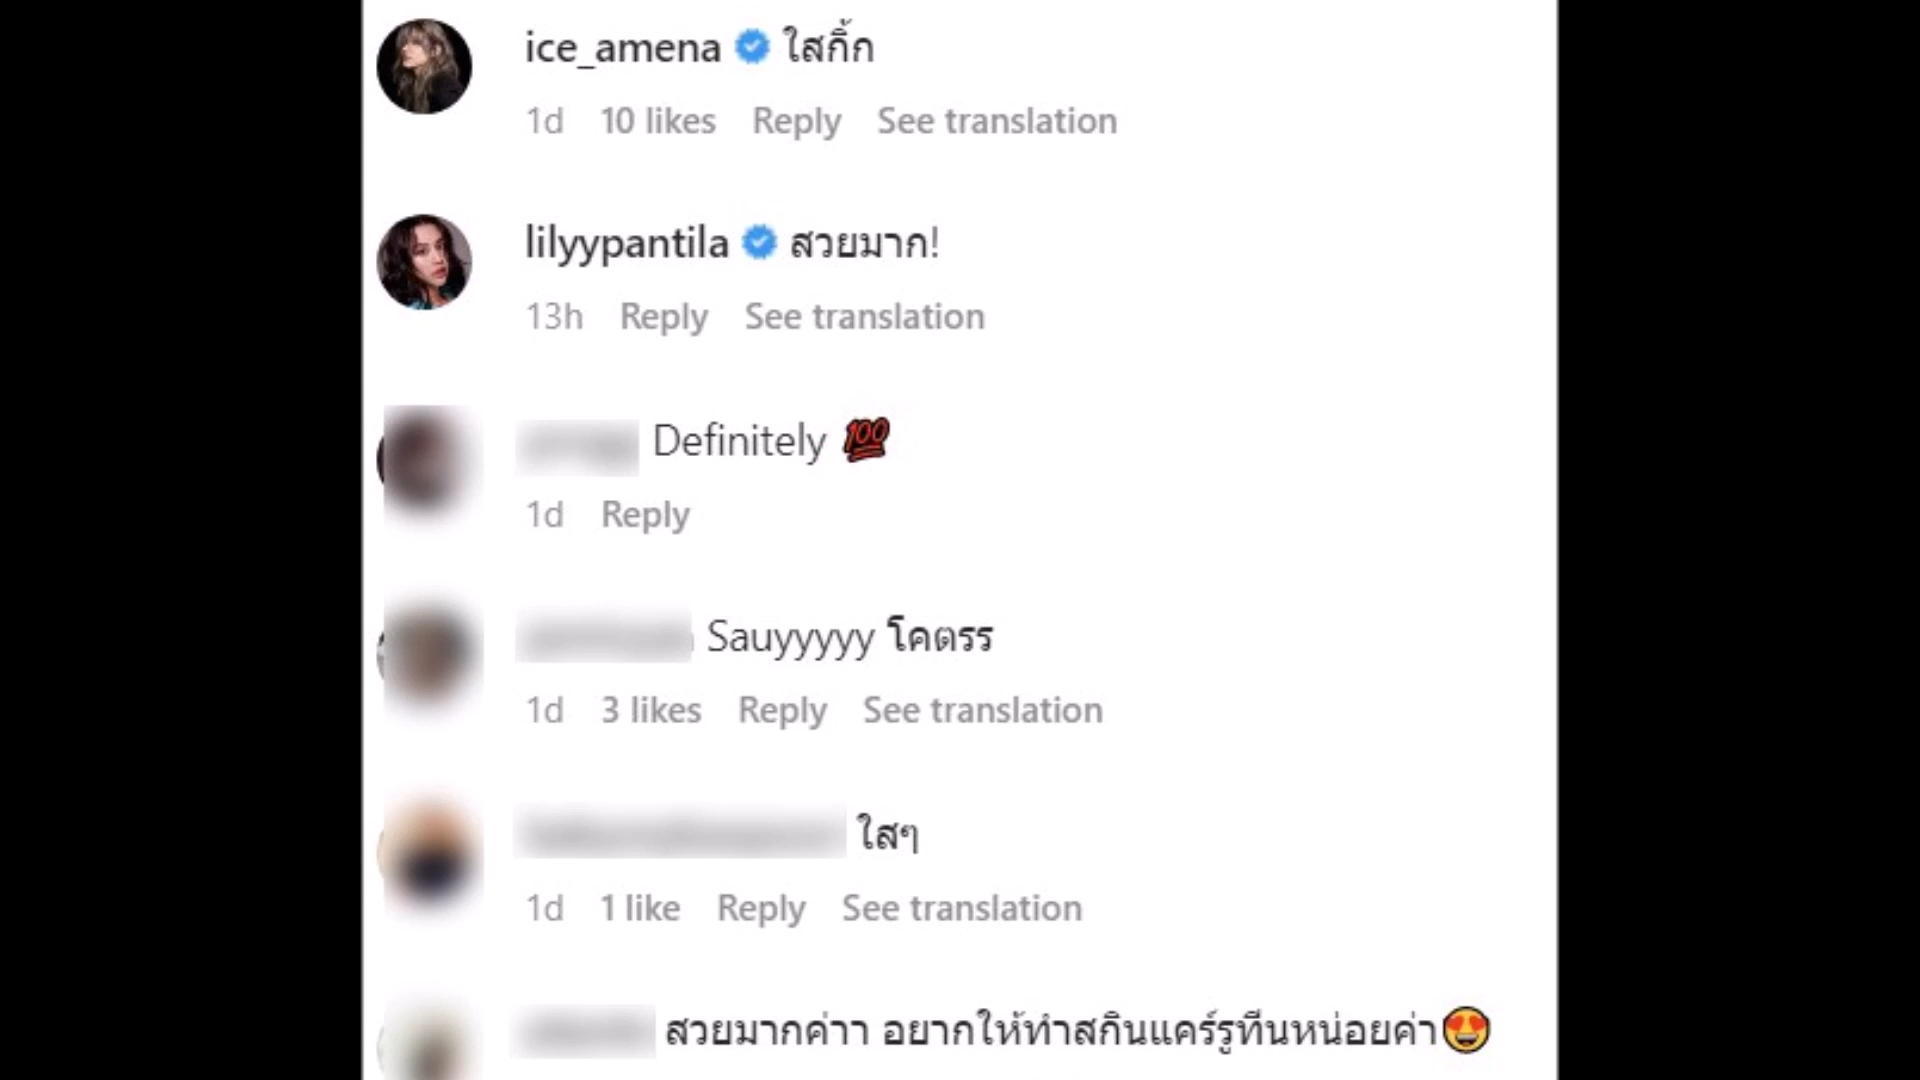 ice_amena ใสกิ้ก
1d 10 likes Reply See translation
lilyypantila สวยมาก!
13h Reply See translation
Definitely 💯
1d Reply
Sauyyyyy โคตรร
1d 3 likes Reply See translation
ใสๆ
1d 1 like Reply See translation
สวยมากค่าา อยากให้ทำสกินแคร์รูทีนหน่อยค่า😍